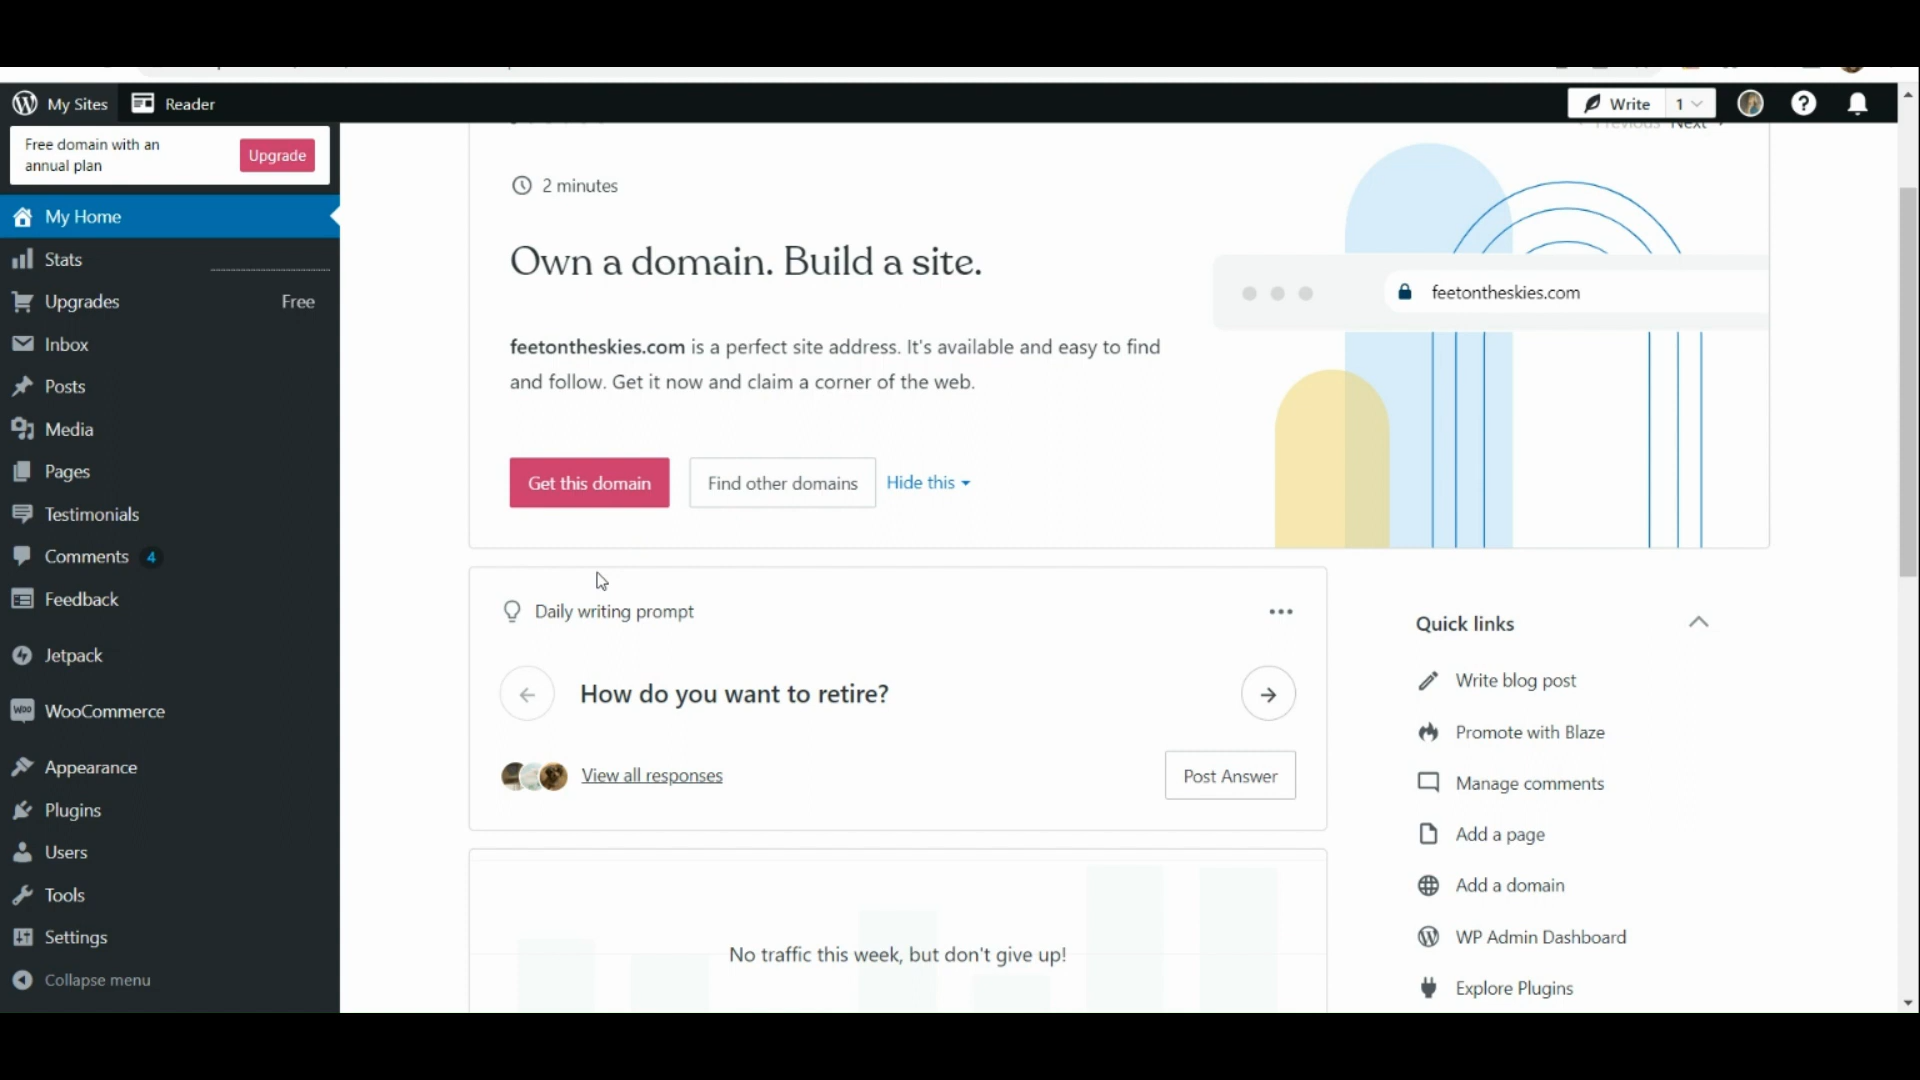 My Sites
Reader
Write
1
Free domain with an
annual plan
Upgrade
My Home
Stats
Upgrades Free
Inbox
Posts
Media
Pages
Testimonials
Comments 4
Feedback
Jetpack
WooCommerce
Appearance
Plugins
Users
Tools
Settings
Collapse menu
Previous Next
2 minutes
Own a domain. Build a site.
feetontheskies.com is a perfect site address. It's available and easy to find
and follow. Get it now and claim a corner of the web.
Get this domain
Find other domains
Hide this
feetontheskies.com
Daily writing prompt
How do you want to retire?
View all responses
Post Answer
No traffic this week, but don't give up!
Quick links
Write blog post
Promote with Blaze
Manage comments
Add a page
Add a domain
WP Admin Dashboard
Explore Plugins